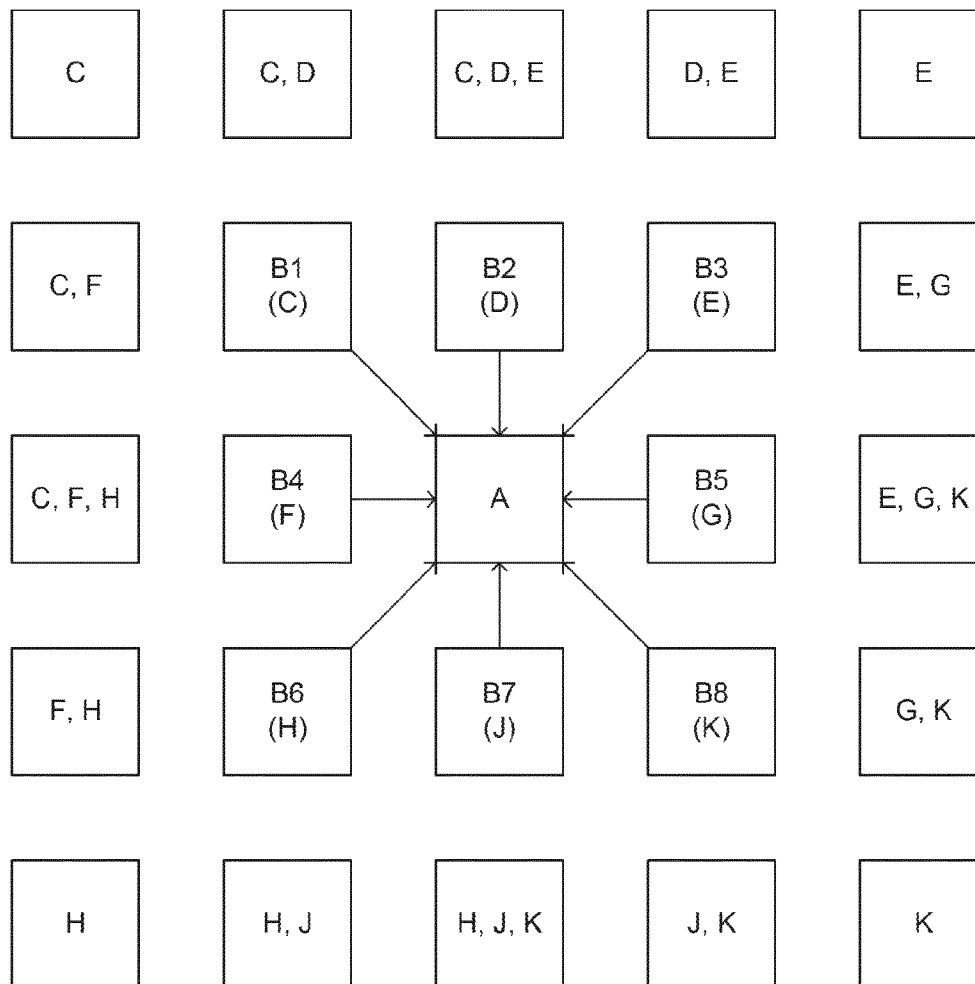 C
C, D
C, D, E
D, E
E
C, F
B1
(C)
B2
(D)
B3
(E)
E, G
C, F, H
B4
(F)
A
B5
(G)
E, G, K
F, H
B6
(H)
B7
(J)
B8
(K)
G, K
H
H, J
H, J, K
J, K
K